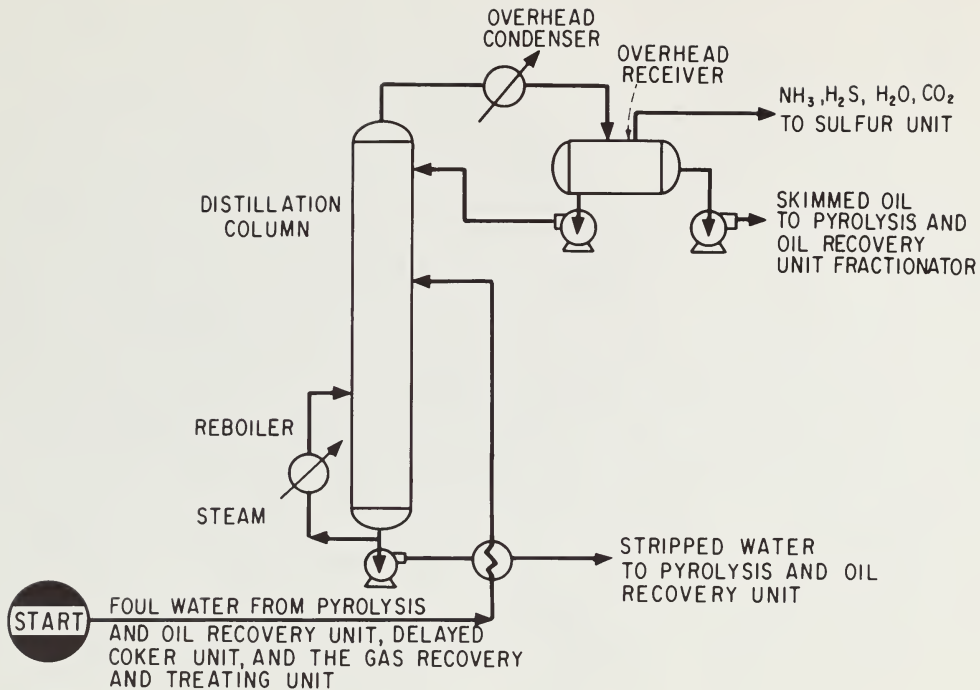 OVERHEAD
CONDENSER
OVERHEAD
RECEIVER
NH₃, H₂S, H₂O, CO₂
TO SULFUR UNIT
DISTILLATION
COLUMN
SKIMMED OIL
TO PYROLYSIS AND
OIL RECOVERY
UNIT FRACTIONATOR
REBOILER
STEAM
STRIPPED WATER
TO PYROLYSIS AND OIL
RECOVERY UNIT
START
FOUL WATER FROM PYROLYSIS
AND OIL RECOVERY UNIT, DELAYED
COKER UNIT, AND THE GAS RECOVERY
AND TREATING UNIT